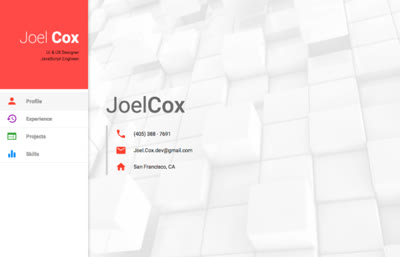 Joel Cox
UI & UX Designer
JavaScript Engineer
Profile
Experience
Projects
Skills
JoelCox
(405) 388 - 7691
Joel.Cox.dev@gmail.com
San Francisco, CA